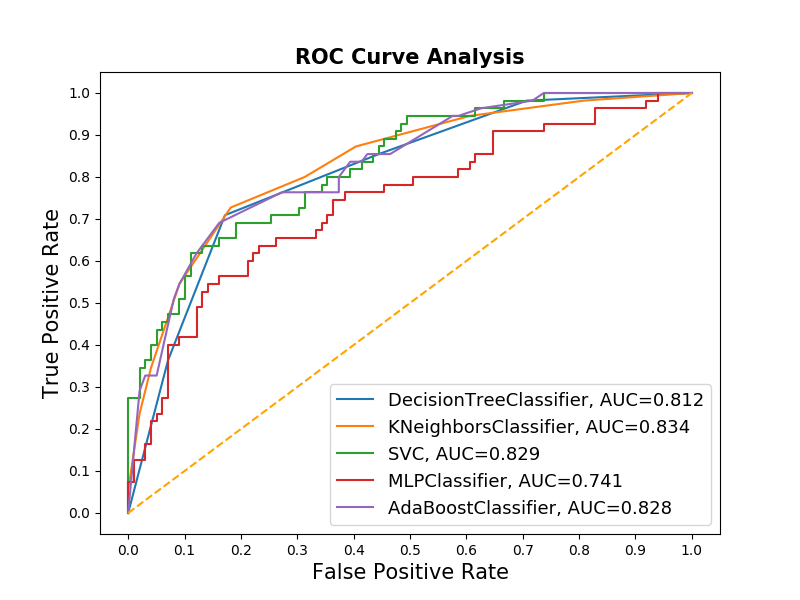 ROC Curve Analysis
True Positive Rate
1.0
0.9
0.8
0.7
0.6
0.5
0.4
0.3
0.2
0.1
0.0
DecisionTreeClassifier, AUC=0.812
KNeighborsClassifier, AUC=0.834
SVC, AUC=0.829
MLPClassifier, AUC=0.741
AdaBoostClassifier, AUC=0.828
0.0 0.1 0.2 0.3 0.4 0.5 0.6 0.7 0.8 0.9 1.0
False Positive Rate